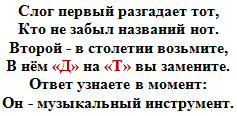 Слог первый разгадает тот,
Кто не забыл названий нот.
Второй - в столетии возьмите,
В нём «Д» на «Т» вы замените.
Ответ узнаете в момент:
Он - музыкальный инструмент.